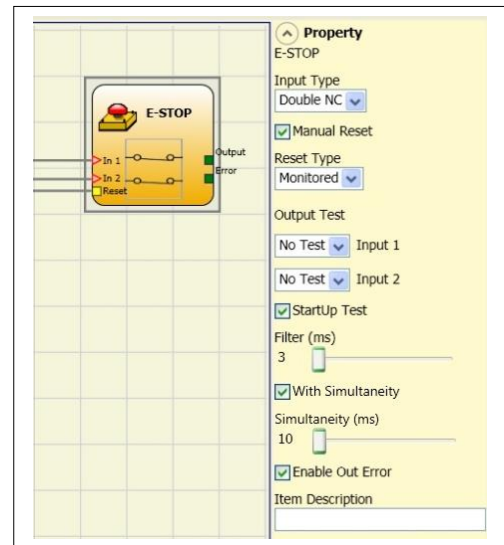 E-STOP
In 1
In 2
Reset
Output
Error
Property
E-STOP
Input Type
Double NC
Manual Reset
Reset Type
Monitored
Output Test
No Test Input 1
No Test Input 2
StartUp Test
Filter (ms)
3
With Simultaneity
Simultaneity (ms)
10
Enable Out Error
Item Description